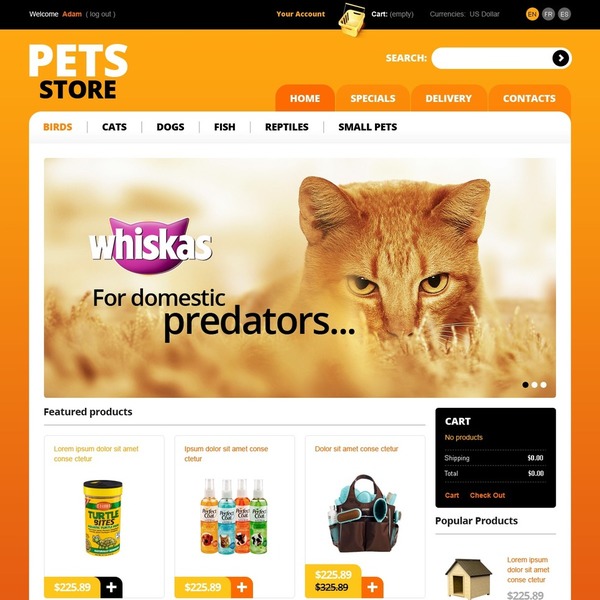 Welcome Adam ( log out )
Your Account
Cart: (empty)
Currencies: US Dollar
EN FR ES
PETS
STORE
SEARCH:
HOME SPECIALS DELIVERY CONTACTS
BIRDS CATS DOGS FISH REPTILES SMALL PETS
whiskas
For domestic
predators...
Featured products
Lorem ipsum dolor sit amet
conse ctetur
TURTLE
BITES
$225.89 +
Ipsum dolor sit amet conse
ctetur
Perfect Coat Perfect Coat Perfect Coat Perfect Coat
$225.89 +
Dolor sit amet conse ctetur
$225.89
$325.89 +
CART
No products
Shipping $0.00
Total $0.00
Cart Check Out
Popular Products
Lorem ipsum
dolor sit amet
conse ctetur
$225.89